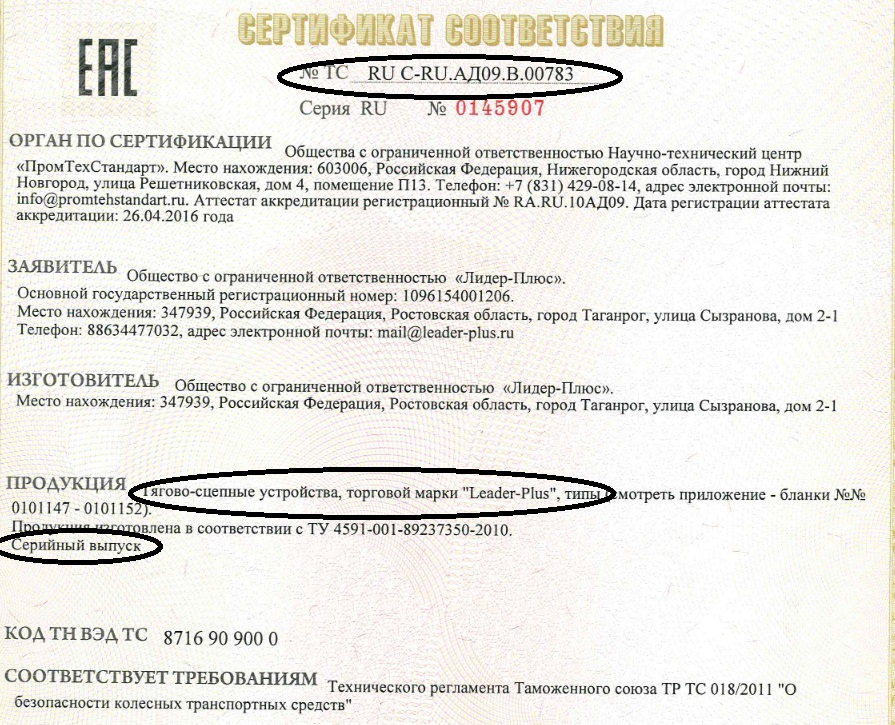 СЕРТИФИКАТ СООТВЕТСТВИЯ
ЕАС
№ ТС RU С-RU.АД09.В.00783
Серия RU № 0145907
ОРГАН ПО СЕРТИФИКАЦИИ Общества с ограниченной ответственностью Научно-технический центр
«ПромТехСтандарт». Место нахождения: 603006, Российская Федерация, Нижегородская область, город Нижний
Новгород, улица Решетниковская, дом 4, помещение П13. Телефон: +7 (831) 429-08-14, адрес электронной почты:
info@promtehstandart.ru. Аттестат аккредитации регистрационный № RA.RU.10АД09. Дата регистрации аттестата
аккредитации: 26.04.2016 года
ЗАЯВИТЕЛЬ Общество с ограниченной ответственностью «Лидер-Плюс».
Основной государственный регистрационный номер: 1096154001206.
Место нахождения: 347939, Российская Федерация, Ростовская область, город Таганрог, улица Сызранова, дом 2-1
Телефон: 88634477032, адрес электронной почты: mail@leader-plus.ru
ИЗГОТОВИТЕЛЬ Общество с ограниченной ответственностью «Лидер-Плюс».
Место нахождения: 347939, Российская Федерация, Ростовская область, город Таганрог, улица Сызранова, дом 2-1
ПРОДУКЦИЯ Тягово-сцепные устройства, торговой марки "Leader-Plus", типы (смотреть приложение - бланки №№
0101147 - 0101152).
Продукция изготовлена в соответствии с ТУ 4591-001-89237350-2010.
Серийный выпуск
КОД ТН ВЭД ТС 8716 90 900 0
СООТВЕТСТВУЕТ ТРЕБОВАНИЯМ Технического регламента Таможенного союза ТР ТС 018/2011 "О
безопасности колесных транспортных средств"